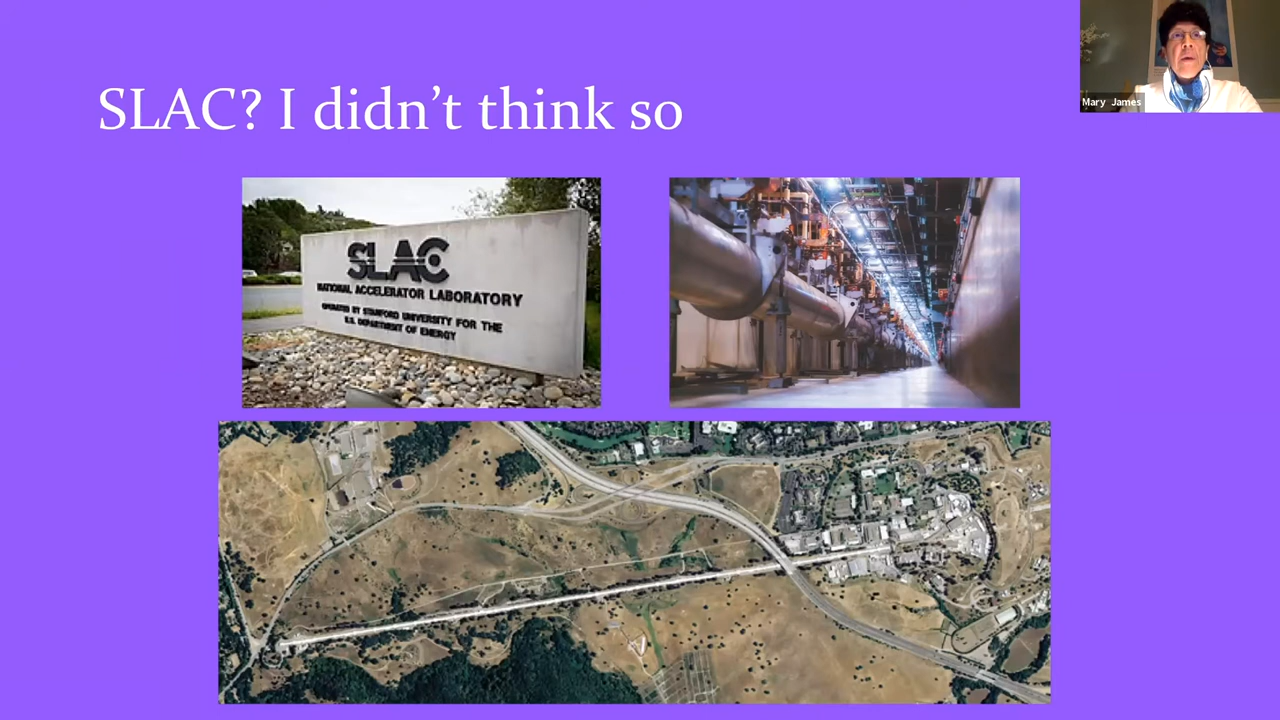 SLAC? I didn't think so
Mary James
SLAC
NATIONAL ACCELERATOR LABORATORY
OPERATED BY STANFORD UNIVERSITY FOR THE
U.S. DEPARTMENT OF ENERGY